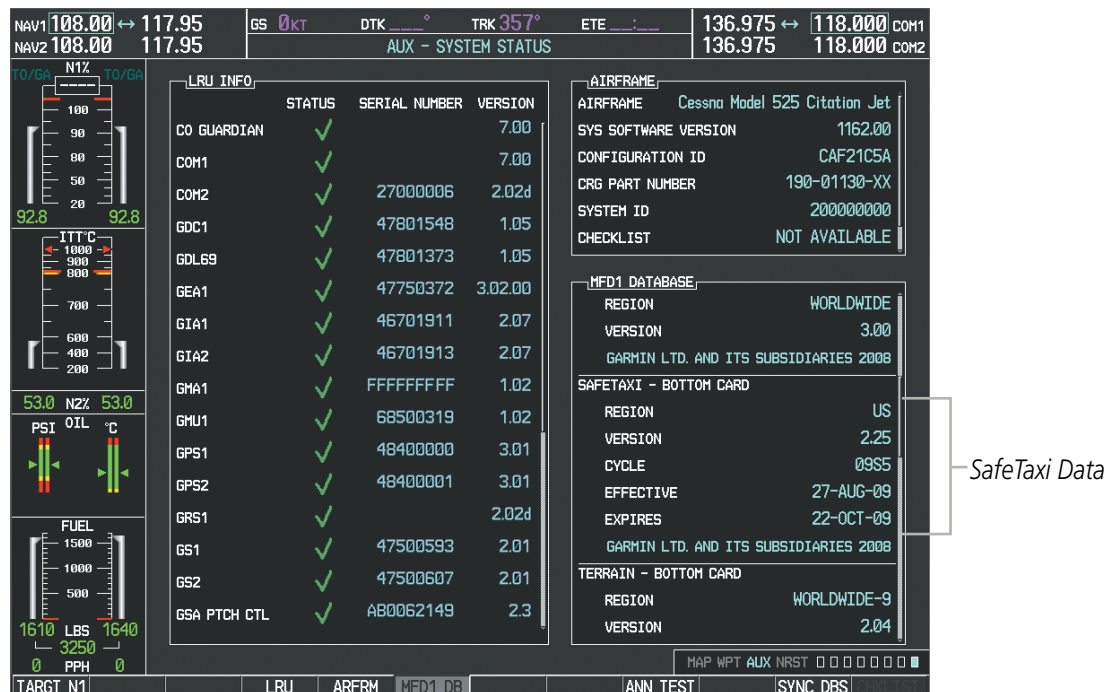 NAV1 108.00 ↔ 117.95 GS 0KT DTK ___° TRK 357° ETE __:__ 136.975 ↔ 118.000 COM1
NAV2 108.00 117.95 AUX - SYSTEM STATUS 136.975 118.000 COM2
TO/GA N1% TO/GA
----
100
90
80
50
20
92.8 92.8
ITT°C
1000
900
800
700
600
400
200
53.0 N2% 53.0
PSI OIL °C
FUEL
1500
1000
500
1610 LBS 1640
3250
0 PPH 0
LRU INFO
STATUS SERIAL NUMBER VERSION
CO GUARDIAN 7.00
COM1 7.00
COM2 27000006 2.02d
GDC1 47801548 1.05
GDL69 47801373 1.05
GEA1 47750372 3.02.00
GIA1 46701911 2.07
GIA2 46701913 2.07
GMA1 FFFFFFFFF 1.02
GMU1 68500319 1.02
GPS1 48400000 3.01
GPS2 48400001 3.01
GRS1 2.02d
GS1 47500593 2.01
GS2 47500607 2.01
GSA PTCH CTL AB0062149 2.3
AIRFRAME
AIRFRAME Cessna Model 525 Citation Jet
SYS SOFTWARE VERSION 1162.00
CONFIGURATION ID CAF21C5A
CRG PART NUMBER 190-01130-XX
SYSTEM ID 200000000
CHECKLIST NOT AVAILABLE
MFD1 DATABASE
REGION WORLDWIDE
VERSION 3.00
GARMIN LTD. AND ITS SUBSIDIARIES 2008
SAFETAXI - BOTTOM CARD
REGION US
VERSION 2.25
CYCLE 09S5
EFFECTIVE 27-AUG-09
EXPIRES 22-OCT-09
GARMIN LTD. AND ITS SUBSIDIARIES 2008
TERRAIN - BOTTOM CARD
REGION WORLDWIDE-9
VERSION 2.04
SafeTaxi Data
MAP WPT AUX NRST
TARGT N1 LRU ARFRM MFD1 DB ANN TEST SYNC DBS CHKLIST